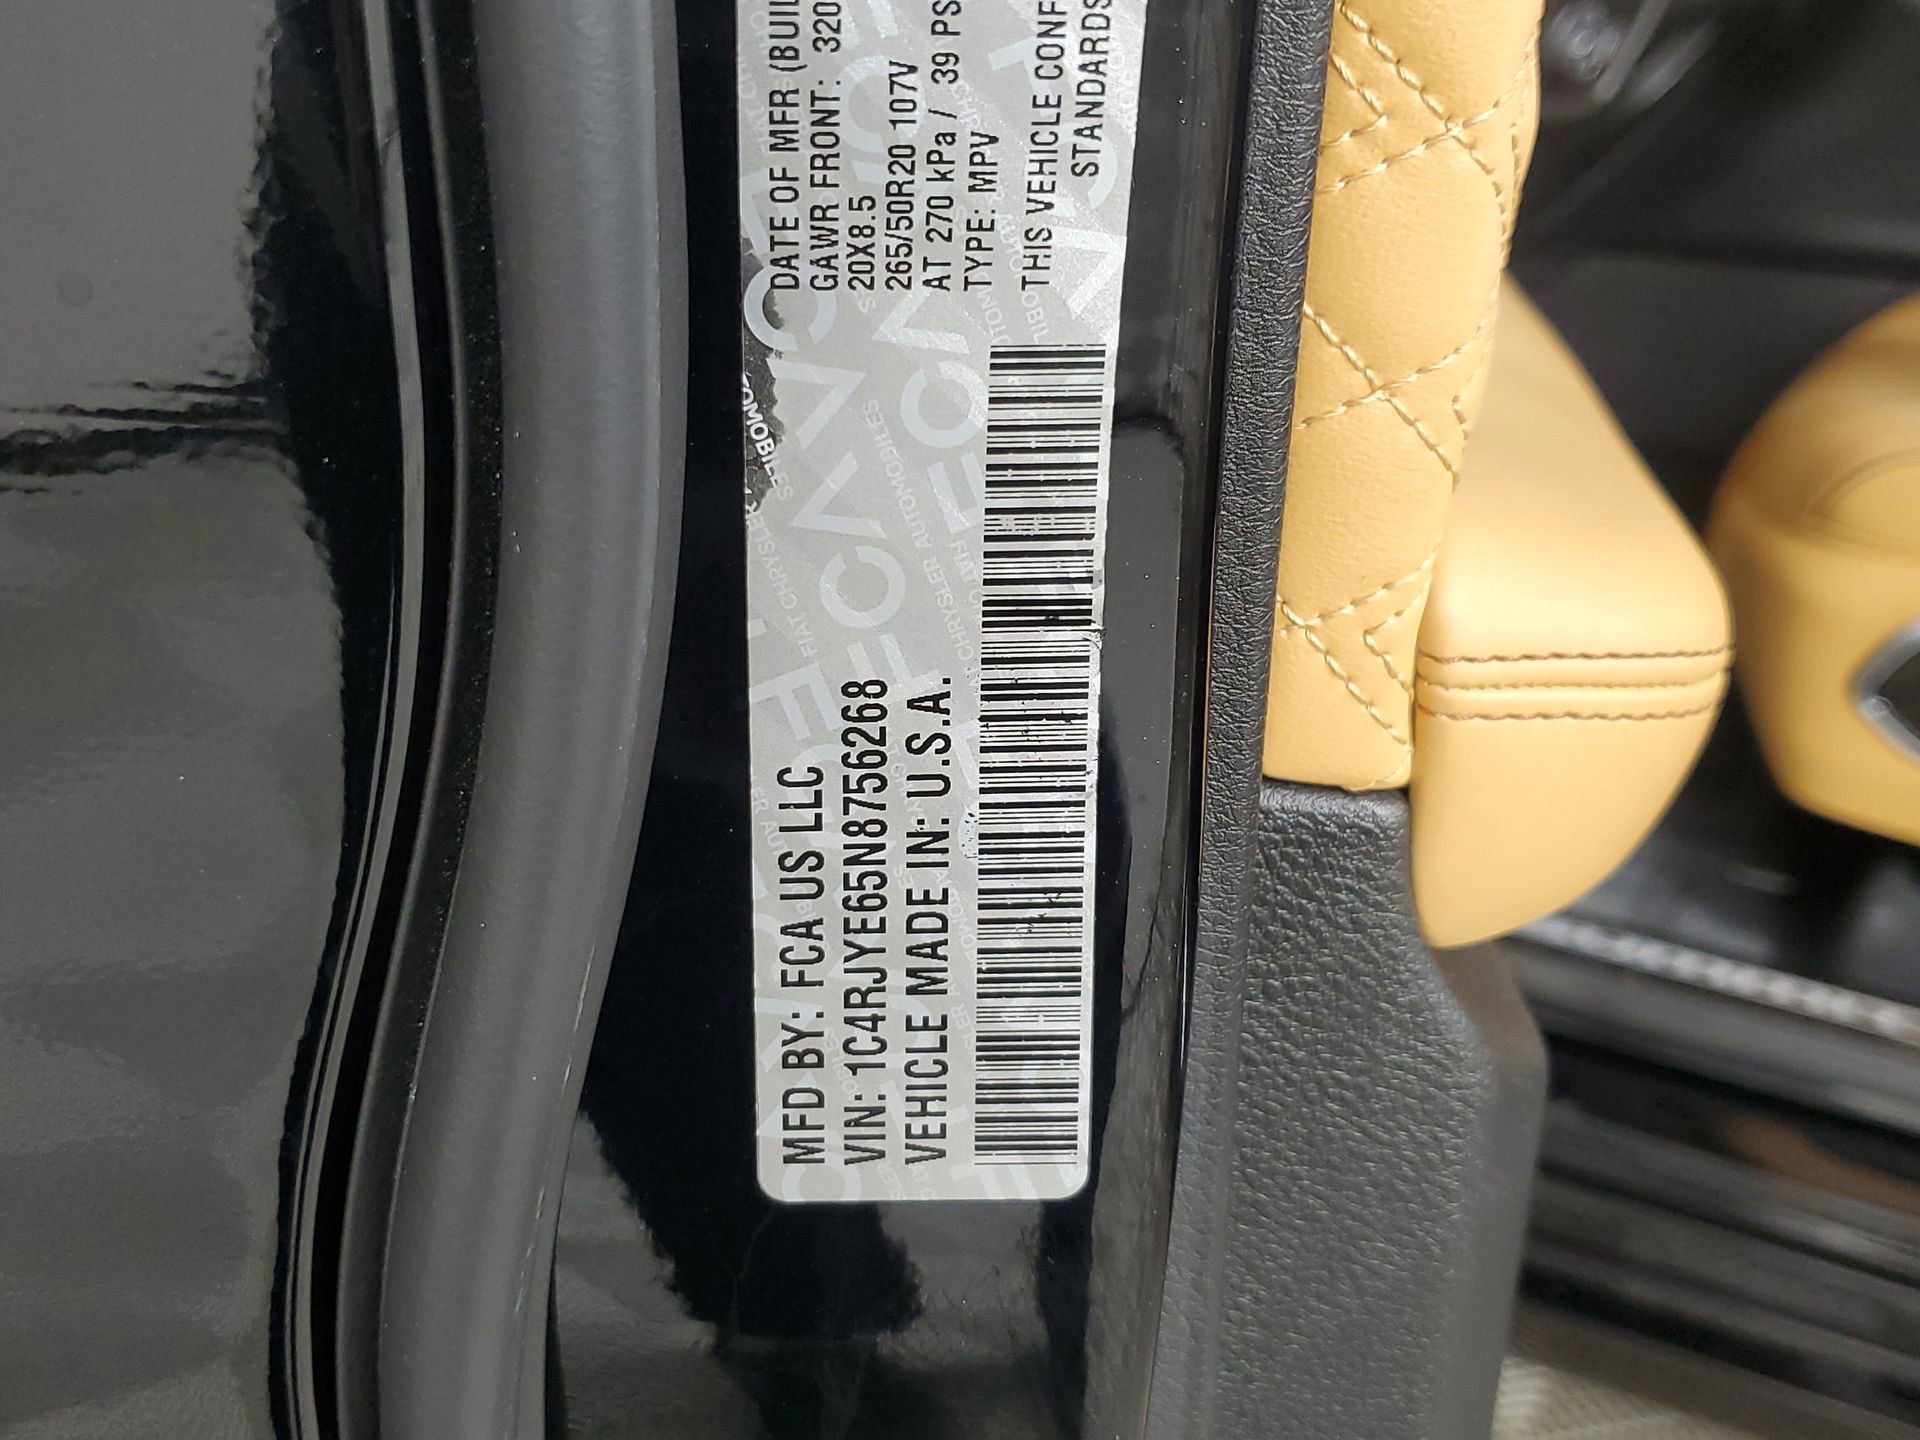 MFD BY: FCA US LLC
VIN: 1C4RJYE65N8756268
VEHICLE MADE IN: U.S.A.
DATE OF MFR (BUIL
GAWR FRONT: 320
20X8.5
265/50R20 107V
AT 270 kPa / 39 PS
TYPE: MPV
THIS VEHICLE CONF
STANDARDS